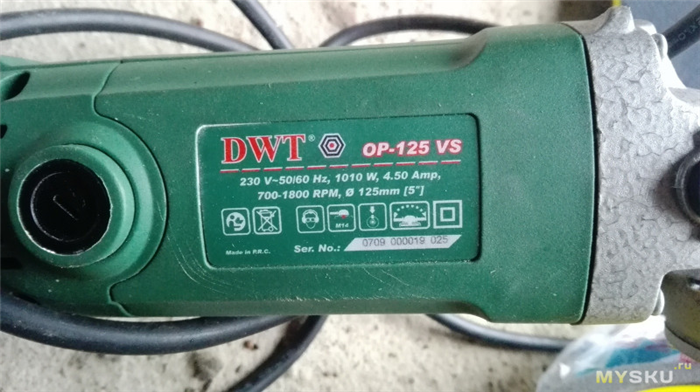 DWT® OP-125 VS
230 V~50/60 Hz, 1010 W, 4.50 Amp,
700-1800 RPM, Ø 125mm [5"]
M14
Made in P.R.C. Ser. No.: 0709 000019 025
MYSKU.ru